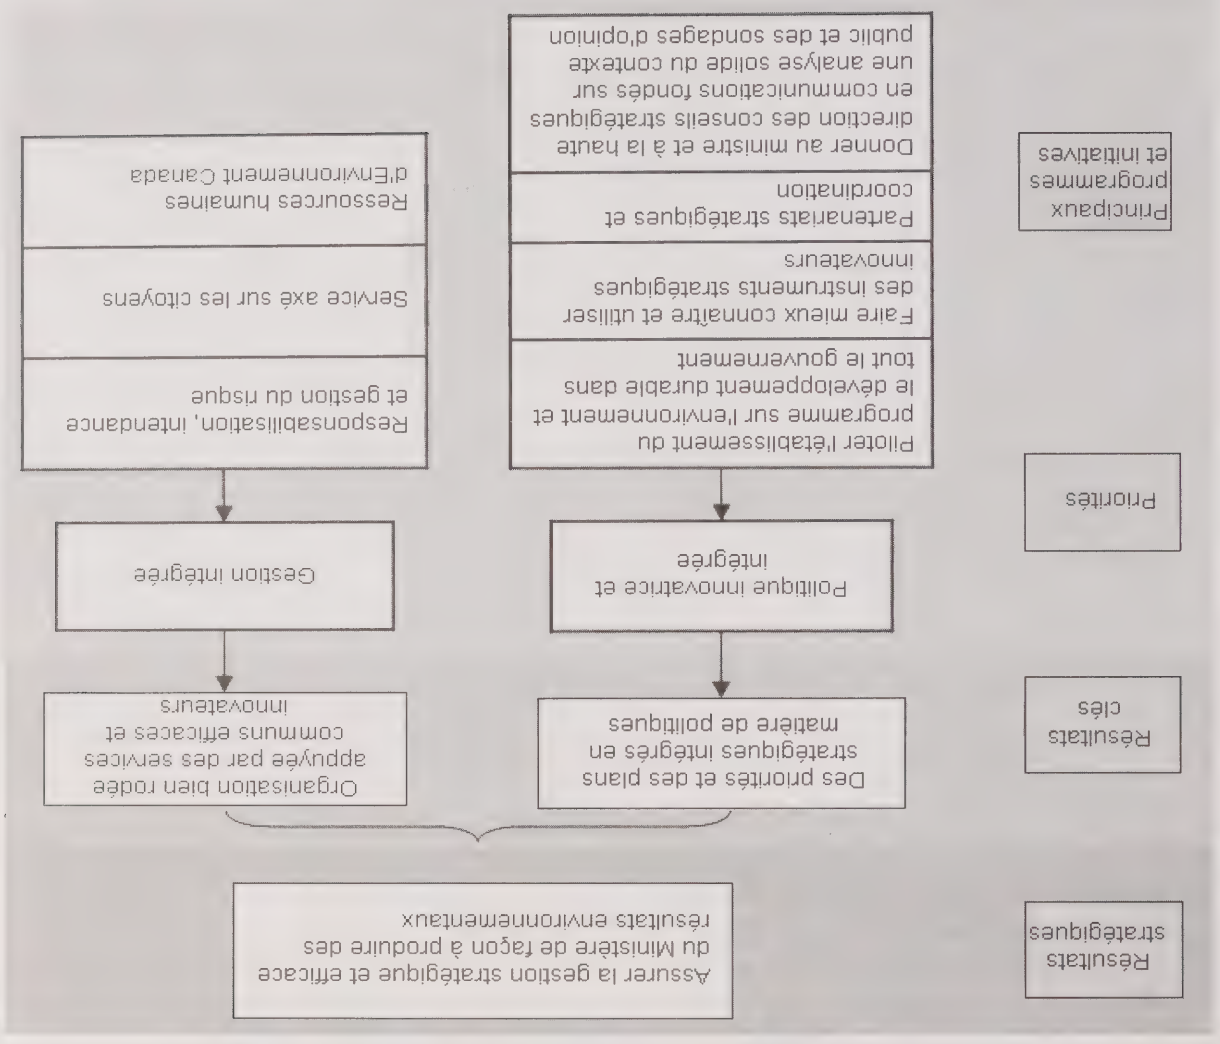 Résultats
stratégiques
Assurer la gestion stratégique et efficace
du Ministère de façon à produire des
résultats environnementaux
Résultats
clés
Des priorités et des plans
stratégiques intégrés en
matière de politiques
Organisation bien rodée
appuyée par des services
communs efficaces et
innovateurs
Priorités
Politique innovatrice et
intégrée
Gestion intégrée
Principaux
programmes
et initiatives
Piloter l'établissement du
programme sur l'environnement et
le développement durable dans
tout le gouvernement
Faire mieux connaître et utiliser
des instruments stratégiques
innovateurs
Partenariats stratégiques et
coordination
Donner au ministre et à la haute
direction des conseils stratégiques
en communications fondés sur
une analyse solide du contexte
public et des sondages d'opinion
Responsabilisation, intendance
et gestion du risque
Service axé sur les citoyens
Ressources humaines
d'Environnement Canada